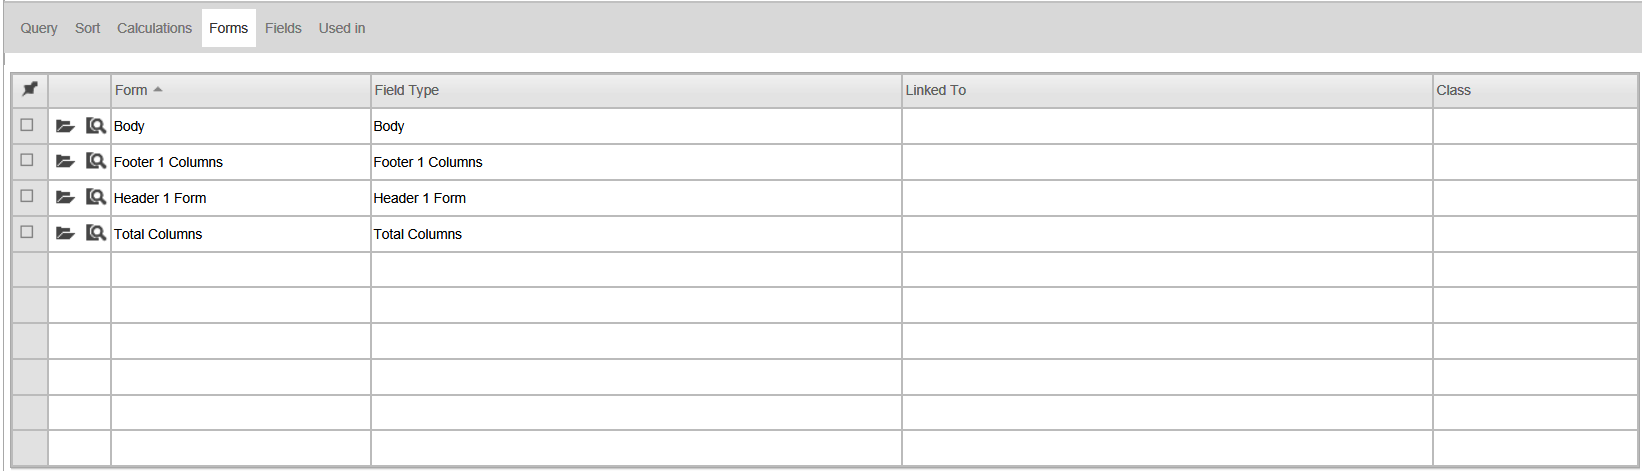 Query Sort Calculations Forms Fields Used in
Form Field Type Linked To Class
Body Body
Footer 1 Columns Footer 1 Columns
Header 1 Form Header 1 Form
Total Columns Total Columns